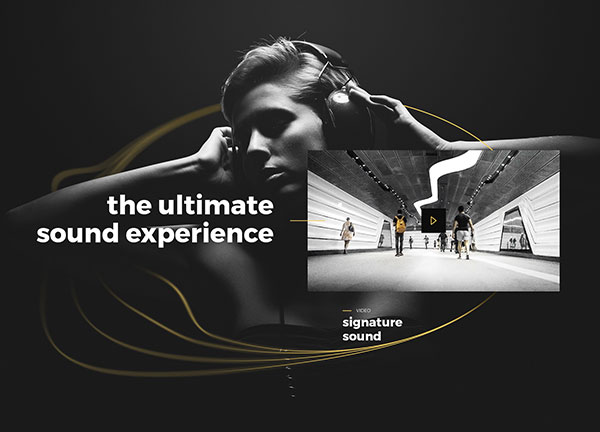 the ultimate
sound experience
VIDEO
signature
sound